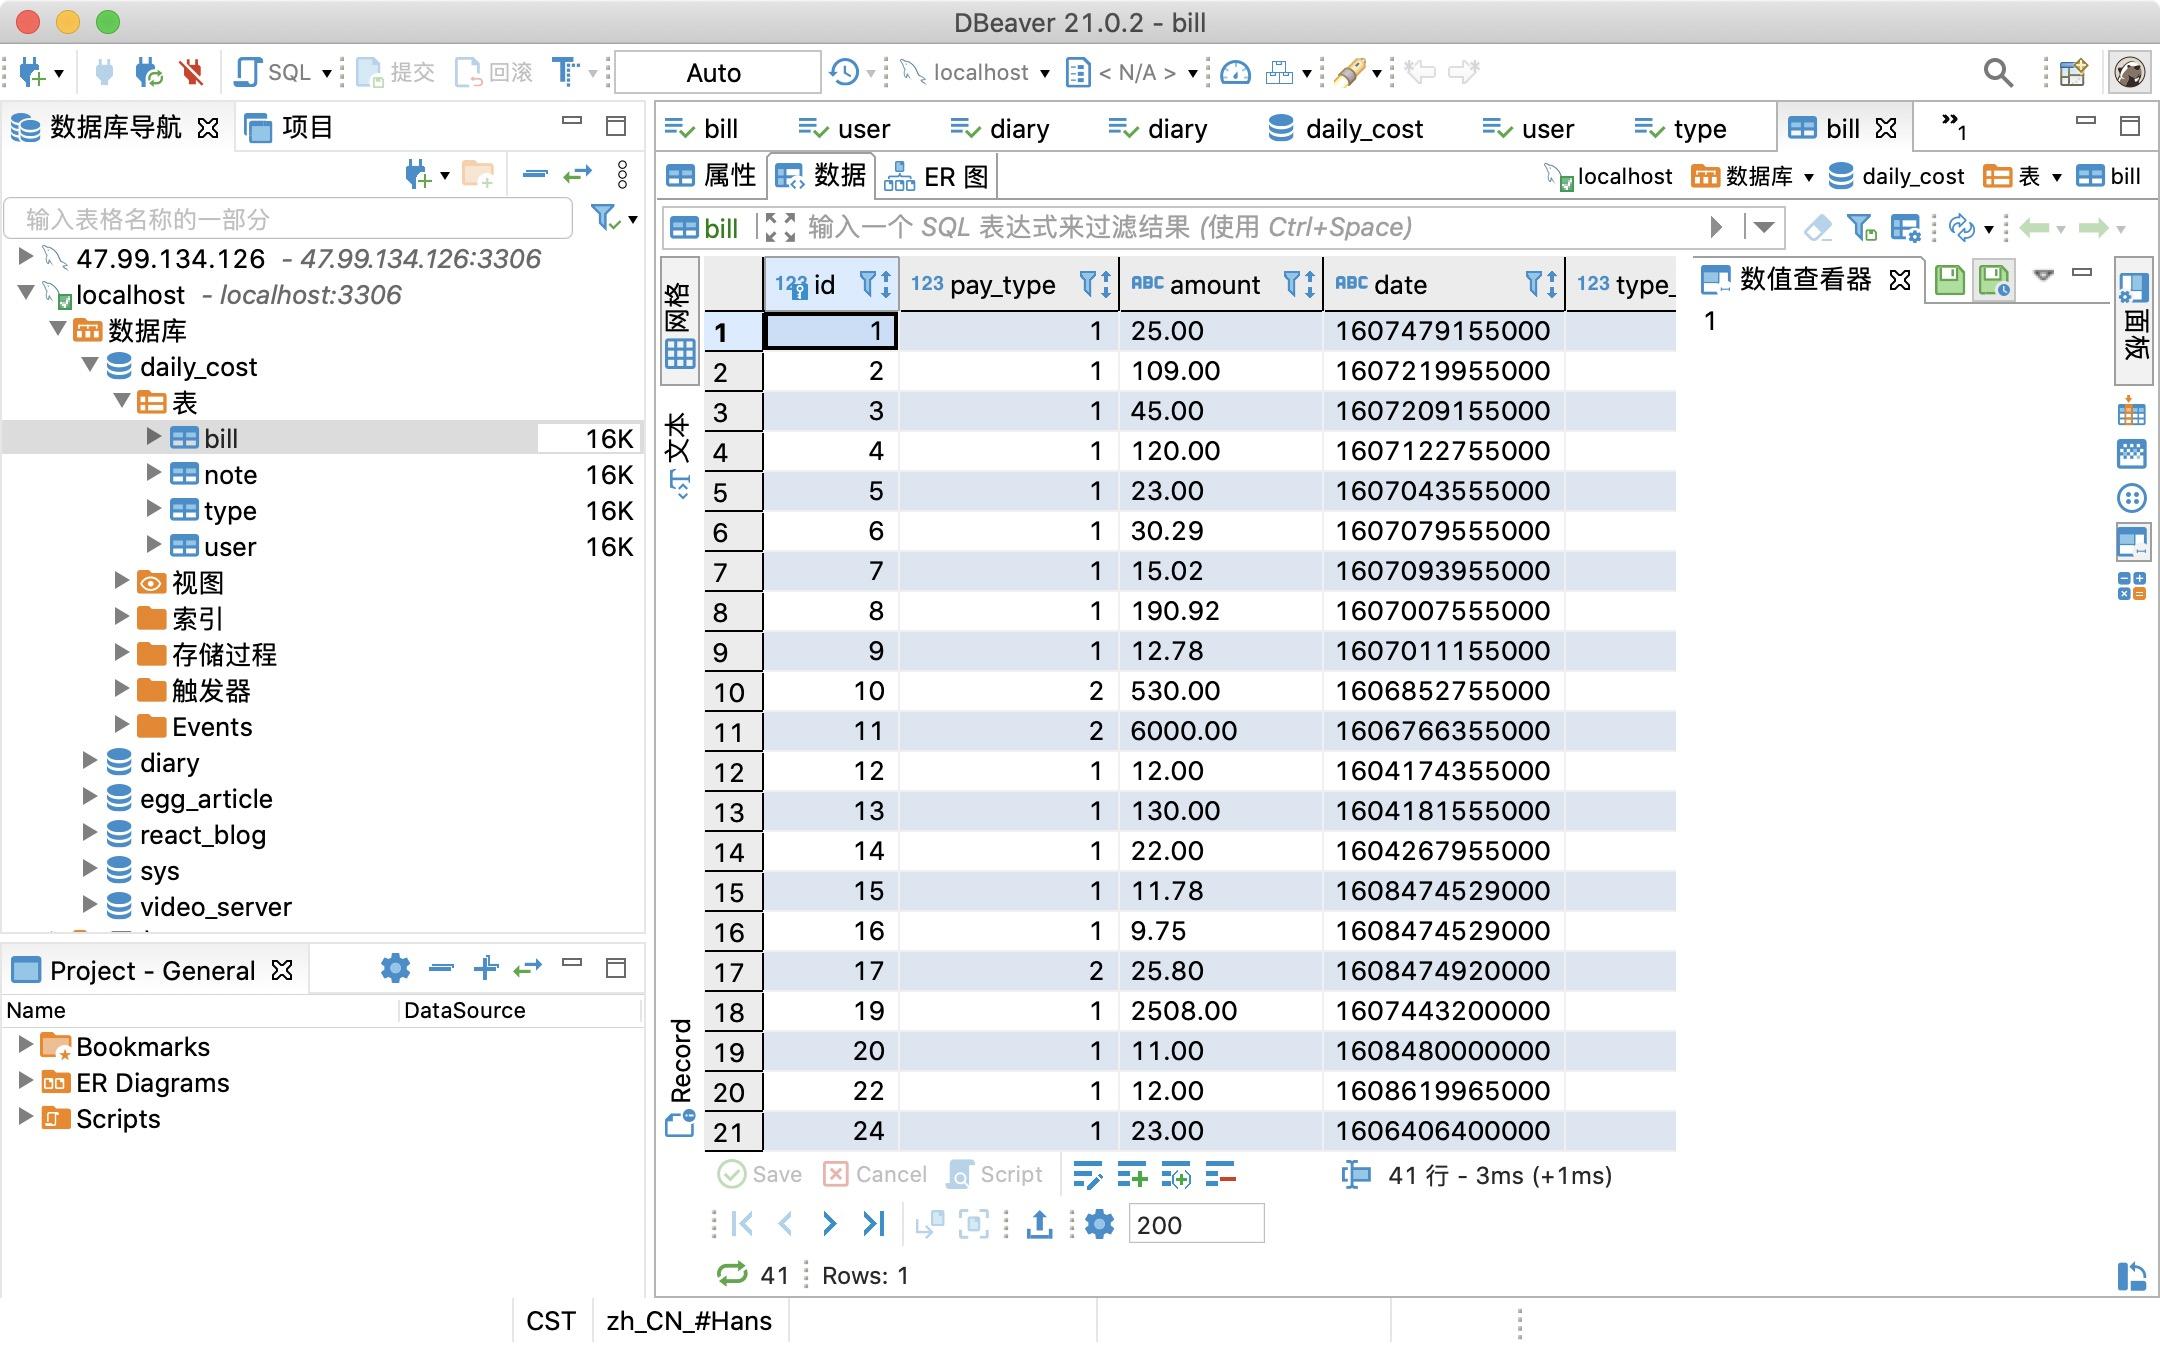 DBeaver 21.0.2 - bill
SQL 提交 回滚 Auto localhost < N/A >
数据库导航 项目
输入表格名称的一部分
47.99.134.126 - 47.99.134.126:3306
localhost - localhost:3306
数据库
daily_cost
表
bill 16K
note 16K
type 16K
user 16K
视图
索引
存储过程
触发器
Events
diary
egg_article
react_blog
sys
video_server
Project - General
Name DataSource
Bookmarks
ER Diagrams
Scripts
bill user diary diary daily_cost user type bill »1
属性 数据 ER 图 localhost 数据库 daily_cost 表 bill
bill 输入一个 SQL 表达式来过滤结果 (使用 Ctrl+Space)
网格
文本
Record
123 id 123 pay_type ABC amount ABC date 123 type_
1 1 1 25.00 1607479155000
2 2 1 109.00 1607219955000
3 3 1 45.00 1607209155000
4 4 1 120.00 1607122755000
5 5 1 23.00 1607043555000
6 6 1 30.29 1607079555000
7 7 1 15.02 1607093955000
8 8 1 190.92 1607007555000
9 9 1 12.78 1607011155000
10 10 2 530.00 1606852755000
11 11 2 6000.00 1606766355000
12 12 1 12.00 1604174355000
13 13 1 130.00 1604181555000
14 14 1 22.00 1604267955000
15 15 1 11.78 1608474529000
16 16 1 9.75 1608474529000
17 17 2 25.80 1608474920000
18 19 1 2508.00 1607443200000
19 20 1 11.00 1608480000000
20 22 1 12.00 1608619965000
21 24 1 23.00 1606406400000
数值查看器
1
面板
Save Cancel Script 41 行 - 3ms (+1ms)
200
41 Rows: 1
CST zh_CN_#Hans